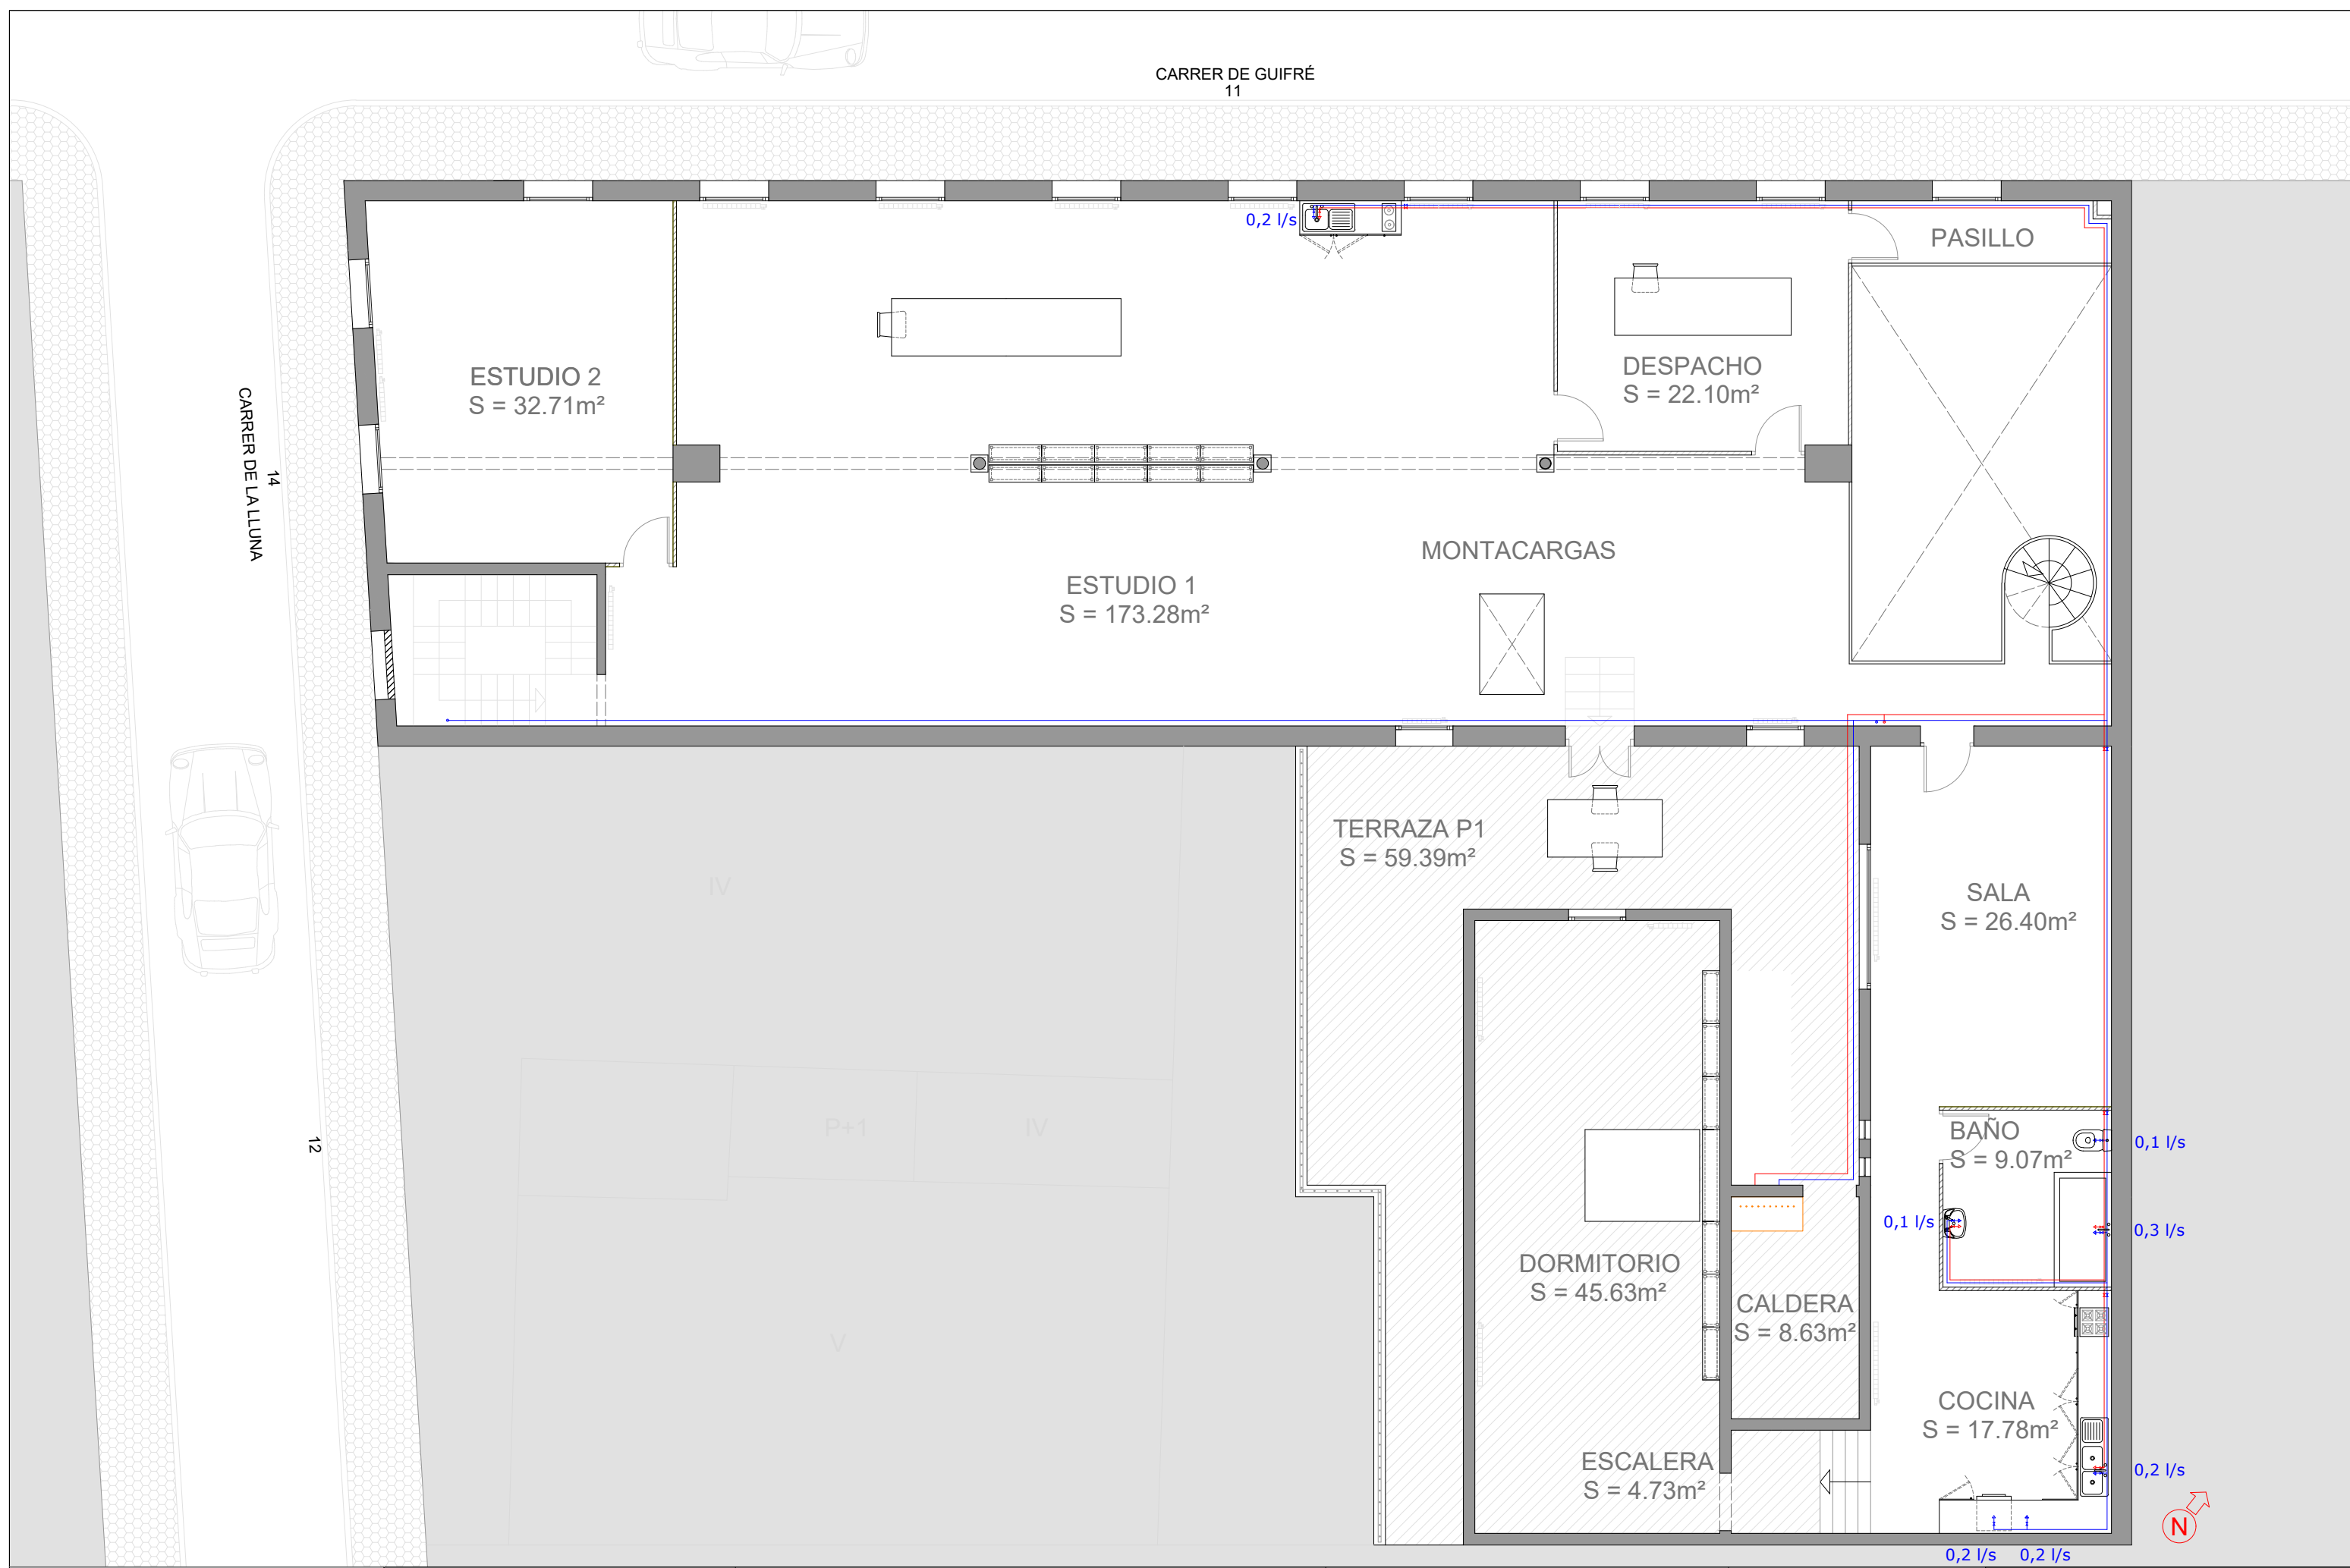 CARRER DE GUIFRÉ
11
0,2 l/s
PASILLO
ESTUDIO 2
S = 32.71m²
DESPACHO
S = 22.10m²
CARRER DE LA LLUNA
14
MONTACARGAS
ESTUDIO 1
S = 173.28m²
TERRAZA P1
S = 59.39m²
IV
SALA
S = 26.40m²
P+1
IV
12
BAÑO
S = 9.07m²
0,1 l/s
0,1 l/s
0,3 l/s
DORMITORIO
S = 45.63m²
CALDERA
S = 8.63m²
V
COCINA
S = 17.78m²
ESCALERA
S = 4.73m²
0,2 l/s
N
0,2 l/s
0,2 l/s